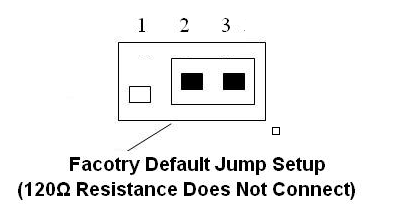 1 2 3
Facotry Default Jump Setup
(120Ω Resistance Does Not Connect)